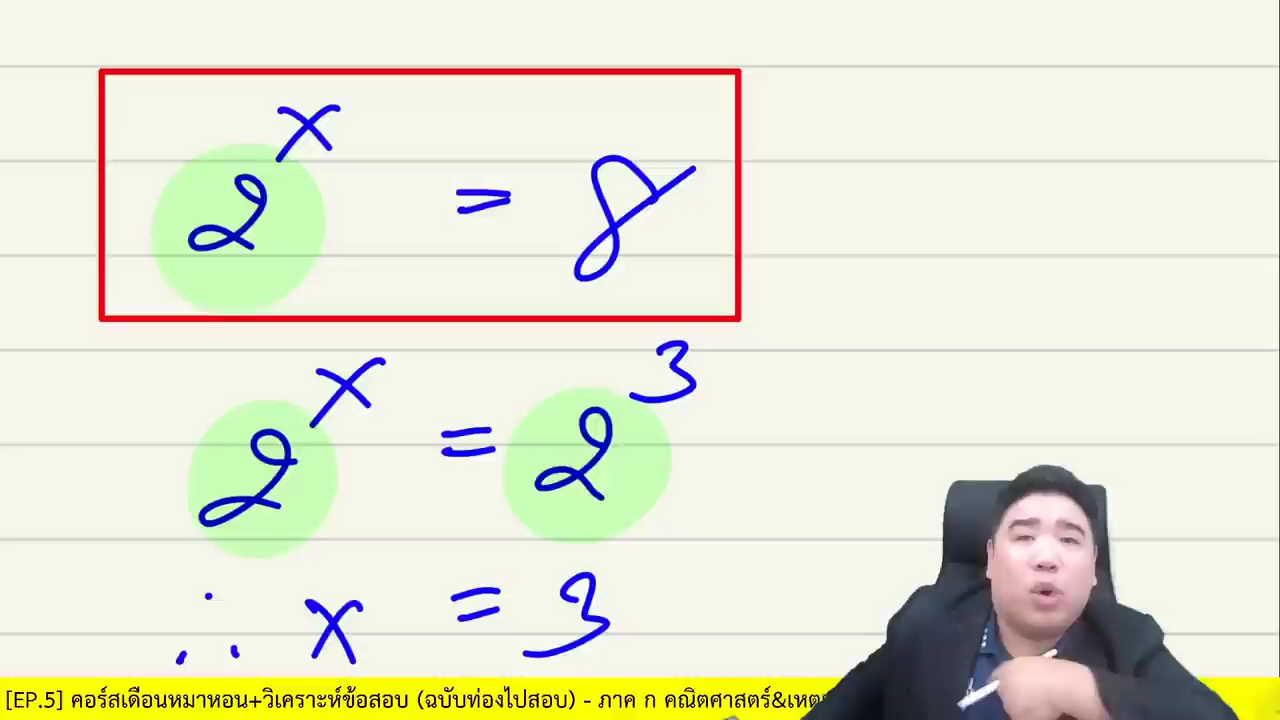 2^x = 8
2^x = 2^3
∴ x = 3
[EP.5] คอร์สเดือนหมาหอน+วิเคราะห์ข้อสอบ (ฉบับท่องไปสอบ) - ภาค ก คณิตศาสตร์&